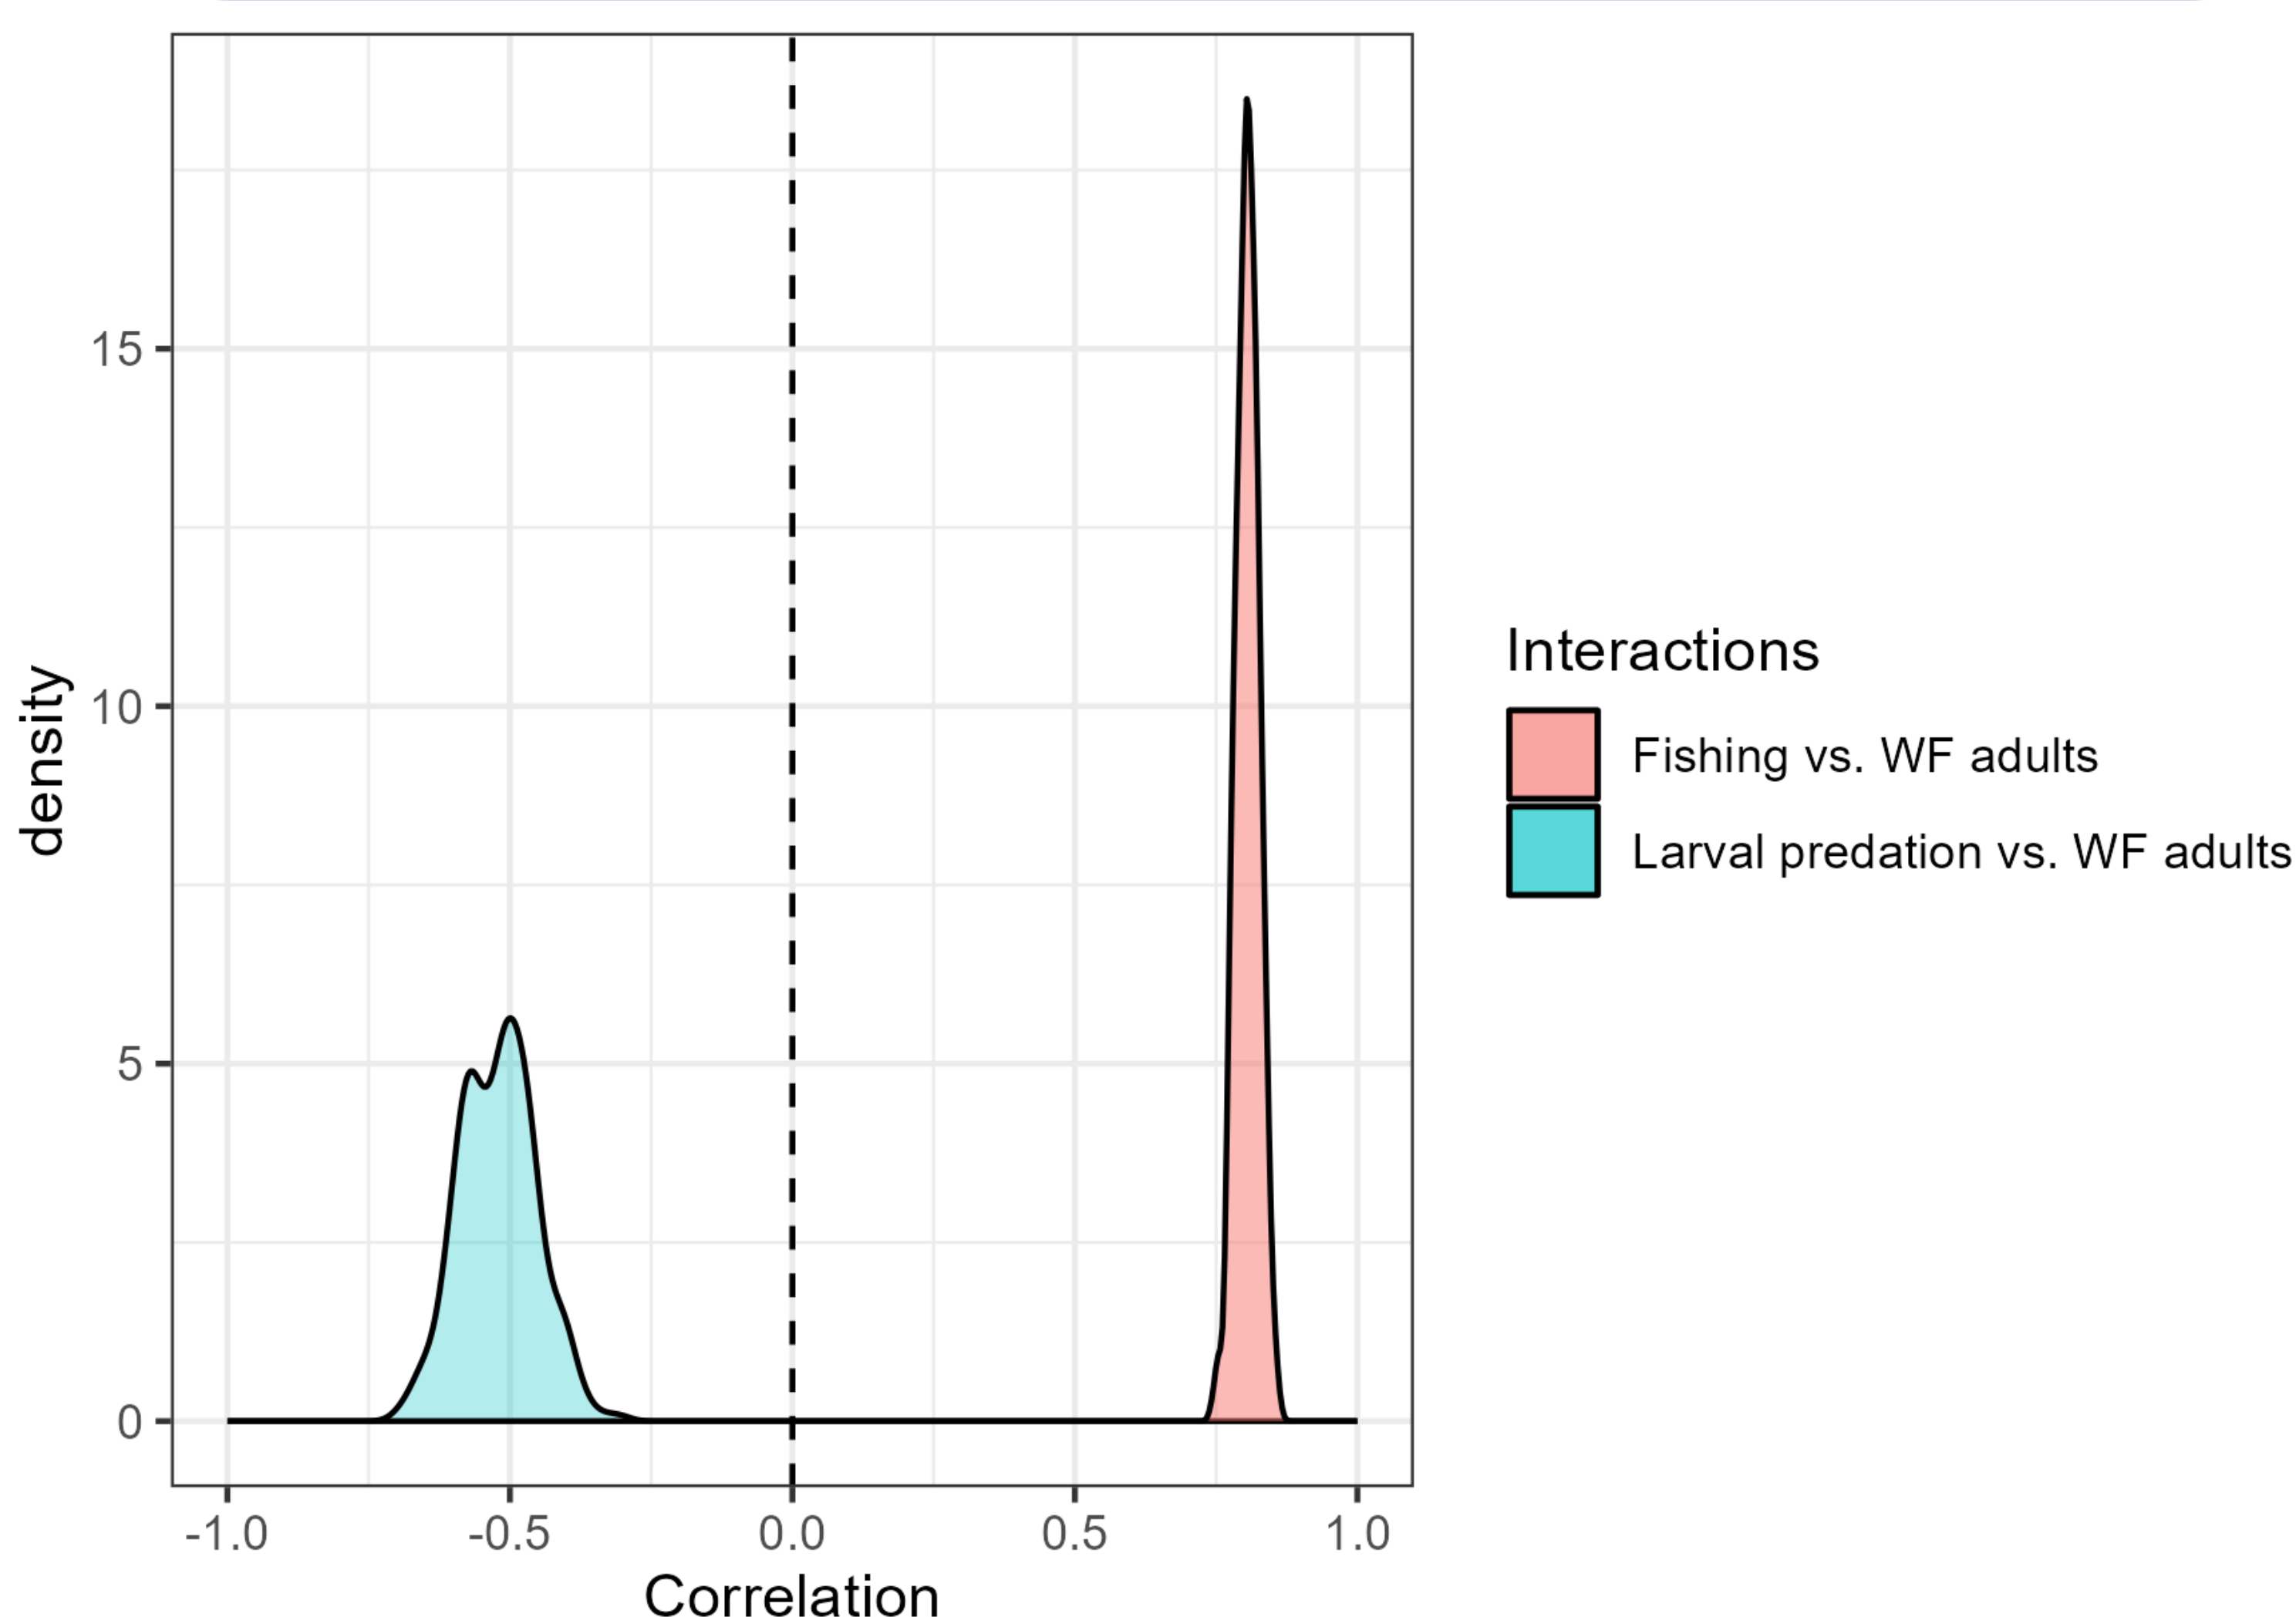 density
15
10
5
0
-1.0
-0.5
0.0
0.5
1.0
Correlation
Interactions
Fishing vs. WF adults
Larval predation vs. WF adults